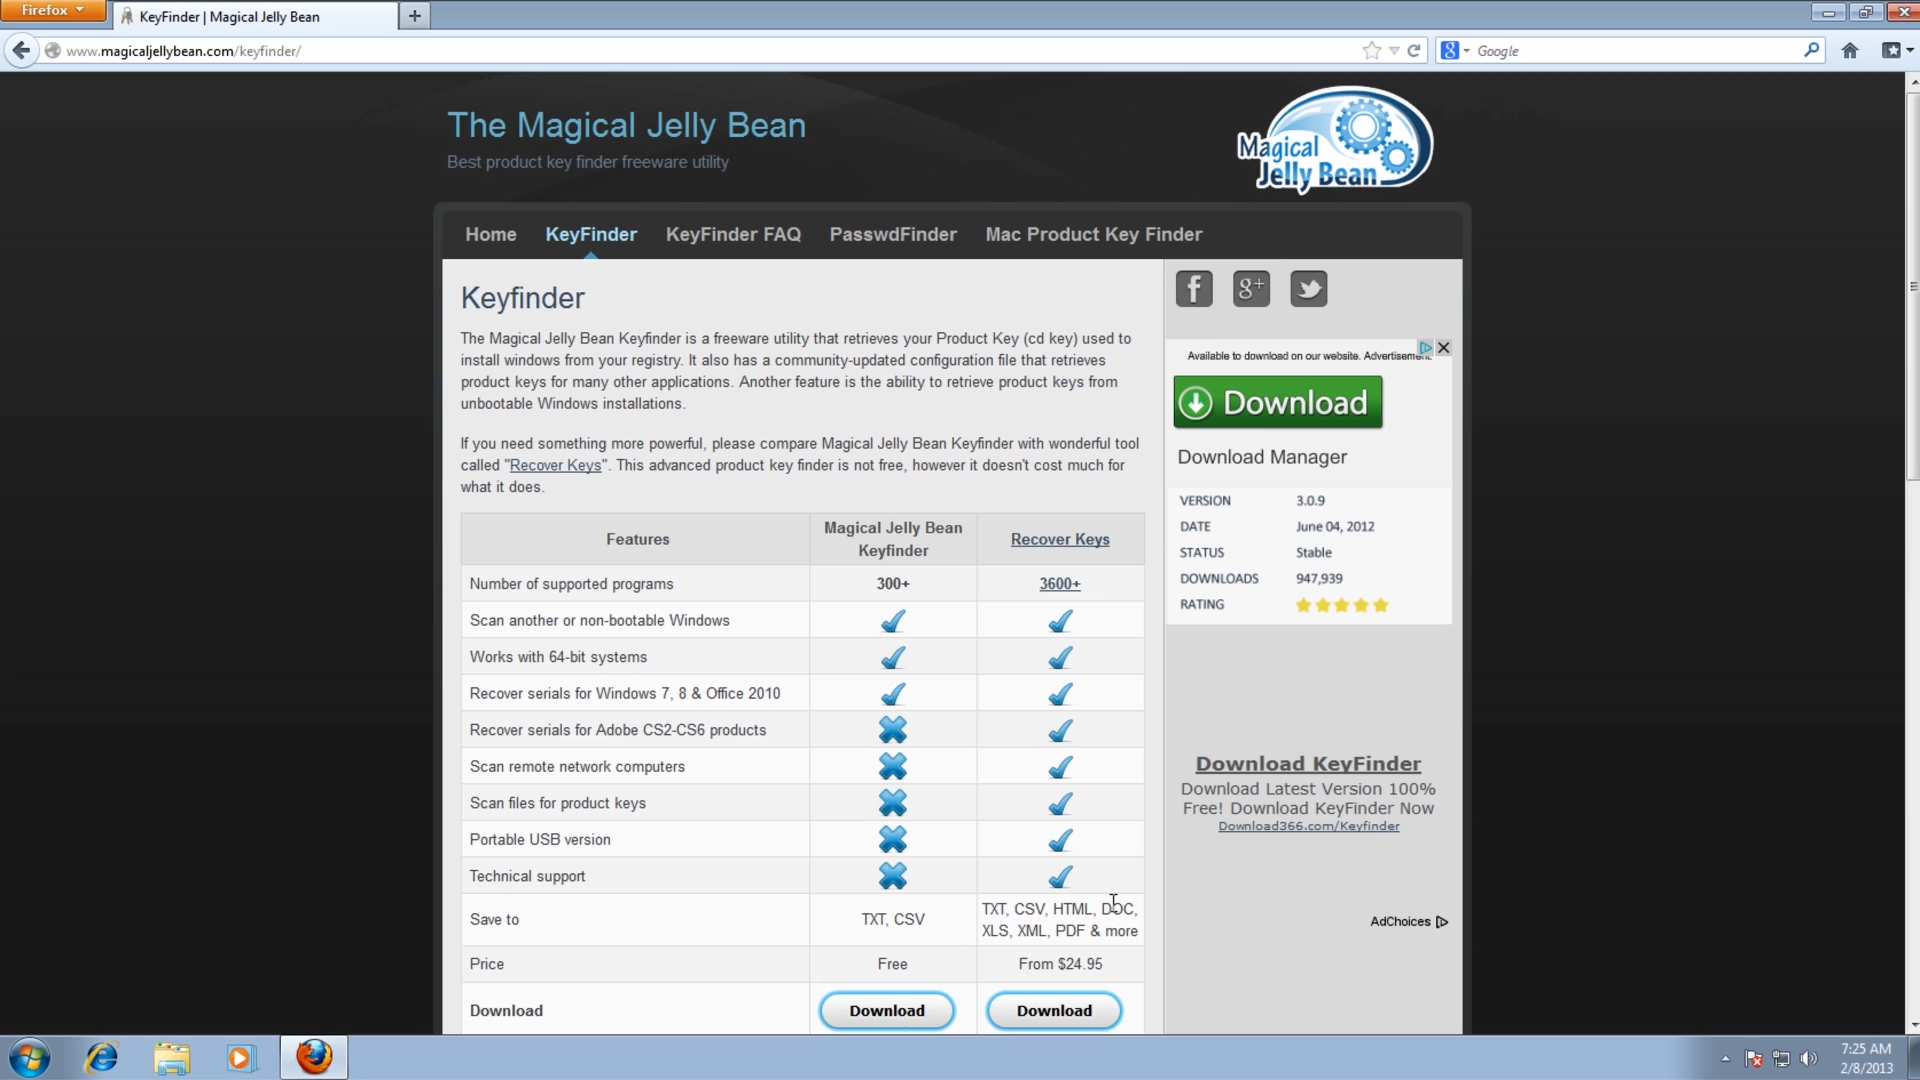 Firefox
KeyFinder | Magical Jelly Bean
www.magicaljellybean.com/keyfinder/
Google
The Magical Jelly Bean
Best product key finder freeware utility
Magical
Jelly Bean
Home KeyFinder KeyFinder FAQ PasswdFinder Mac Product Key Finder
Keyfinder
The Magical Jelly Bean Keyfinder is a freeware utility that retrieves your Product Key (cd key) used to
install windows from your registry. It also has a community-updated configuration file that retrieves
product keys for many other applications. Another feature is the ability to retrieve product keys from
unbootable Windows installations.
If you need something more powerful, please compare Magical Jelly Bean Keyfinder with wonderful tool
called "Recover Keys". This advanced product key finder is not free, however it doesn't cost much for
what it does.
Features
Magical Jelly Bean
Keyfinder
Recover Keys
Number of supported programs 300+ 3600+
Scan another or non-bootable Windows
Works with 64-bit systems
Recover serials for Windows 7, 8 & Office 2010
Recover serials for Adobe CS2-CS6 products
Scan remote network computers
Scan files for product keys
Portable USB version
Technical support
Save to
TXT, CSV
TXT, CSV, HTML, DOC,
XLS, XML, PDF & more
Price Free From $24.95
Download Download Download
Available to download on our website. Advertisement.
Download
Download Manager
VERSION 3.0.9
DATE June 04, 2012
STATUS Stable
DOWNLOADS 947,939
RATING
Download KeyFinder
Download Latest Version 100%
Free! Download KeyFinder Now
Download366.com/Keyfinder
AdChoices
7:25 AM
2/8/2013